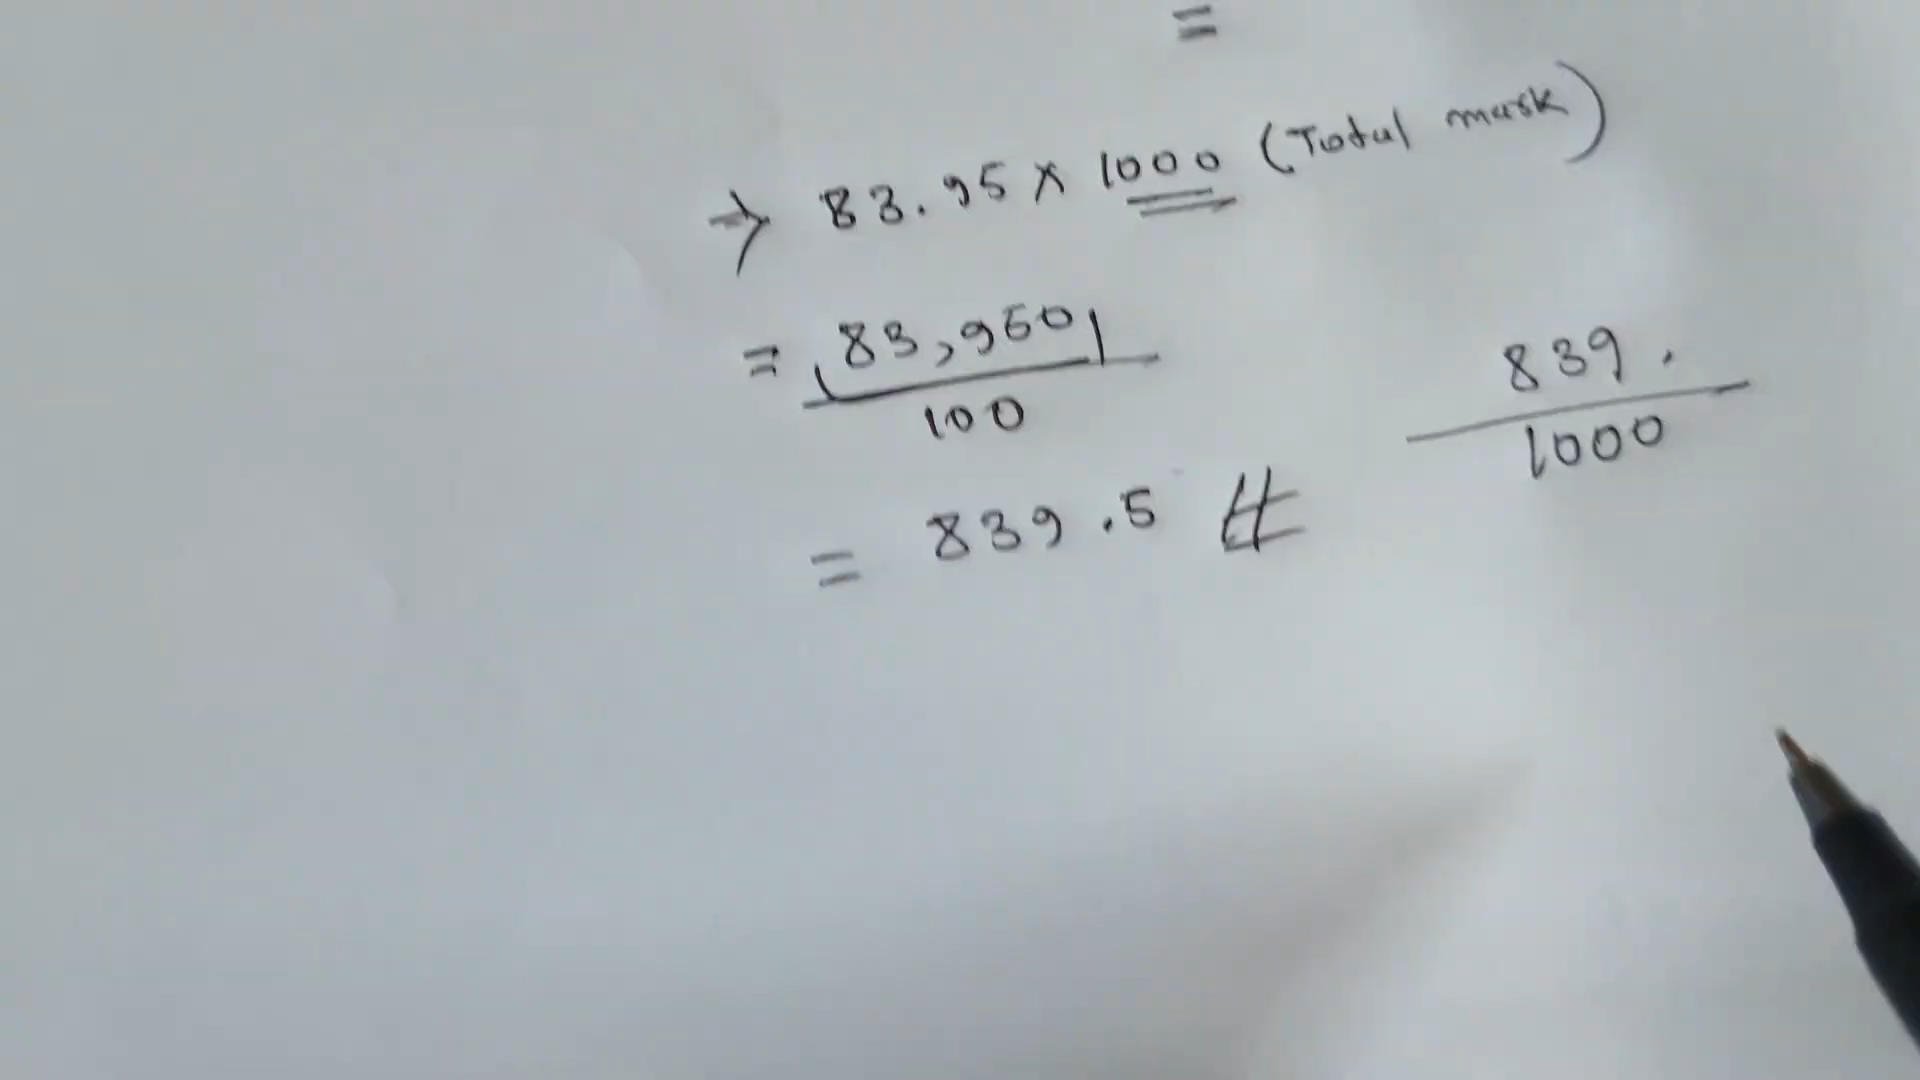 =
→ 83.95 × 1000 (Total mark)
= 83,950
100
= 839.5 #
839.
1000